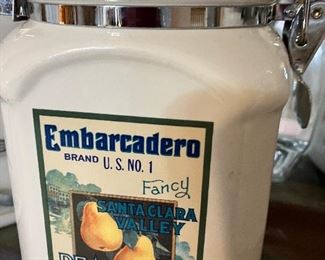 Embarcadero
BRAND U.S. NO. 1
Fancy
SANTA CLARA
VALLEY